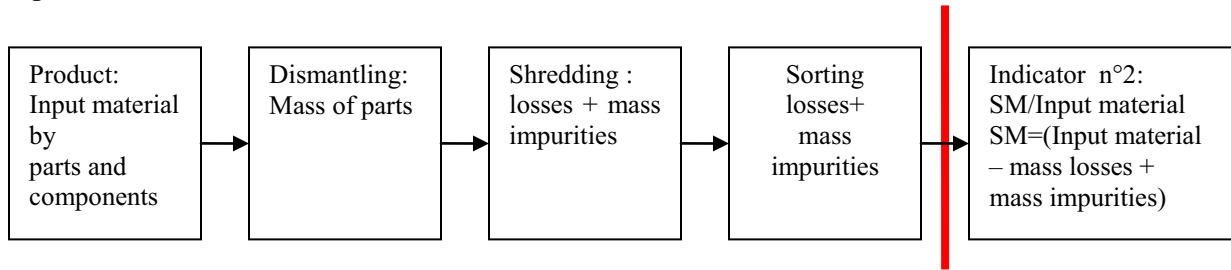 Product:
Input material
by
parts and
components
Dismantling:
Mass of parts
Shredding :
losses + mass
impurities
Sorting
losses+
mass
impurities
Indicator n°2:
SM/Input material
SM=(Input material
– mass losses +
mass impurities)